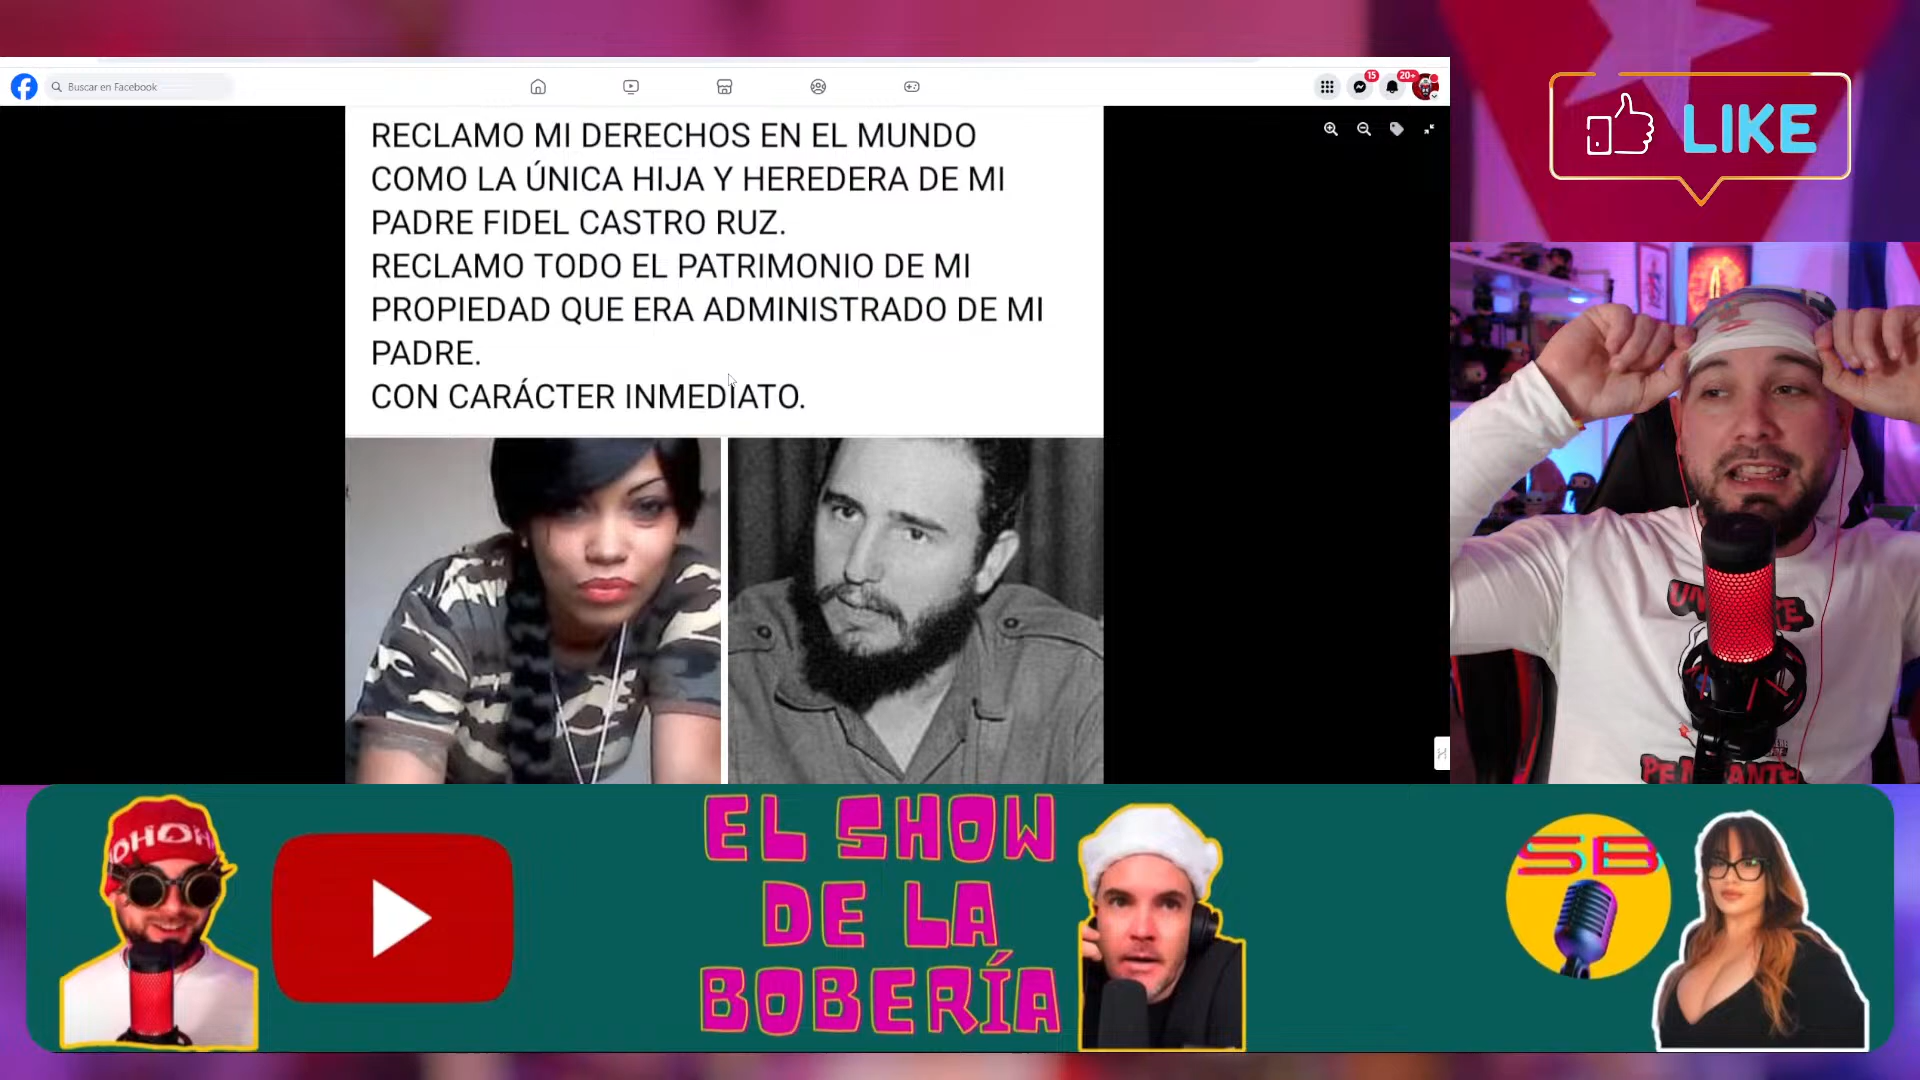 Buscar en Facebook
15
20+
RECLAMO MI DERECHOS EN EL MUNDO
COMO LA ÚNICA HIJA Y HEREDERA DE MI
PADRE FIDEL CASTRO RUZ.
RECLAMO TODO EL PATRIMONIO DE MI
PROPIEDAD QUE ERA ADMINISTRADO DE MI
PADRE.
CON CARÁCTER INMEDIATO.
LIKE
EL SHOW
DE LA
BOBERÍA
SB